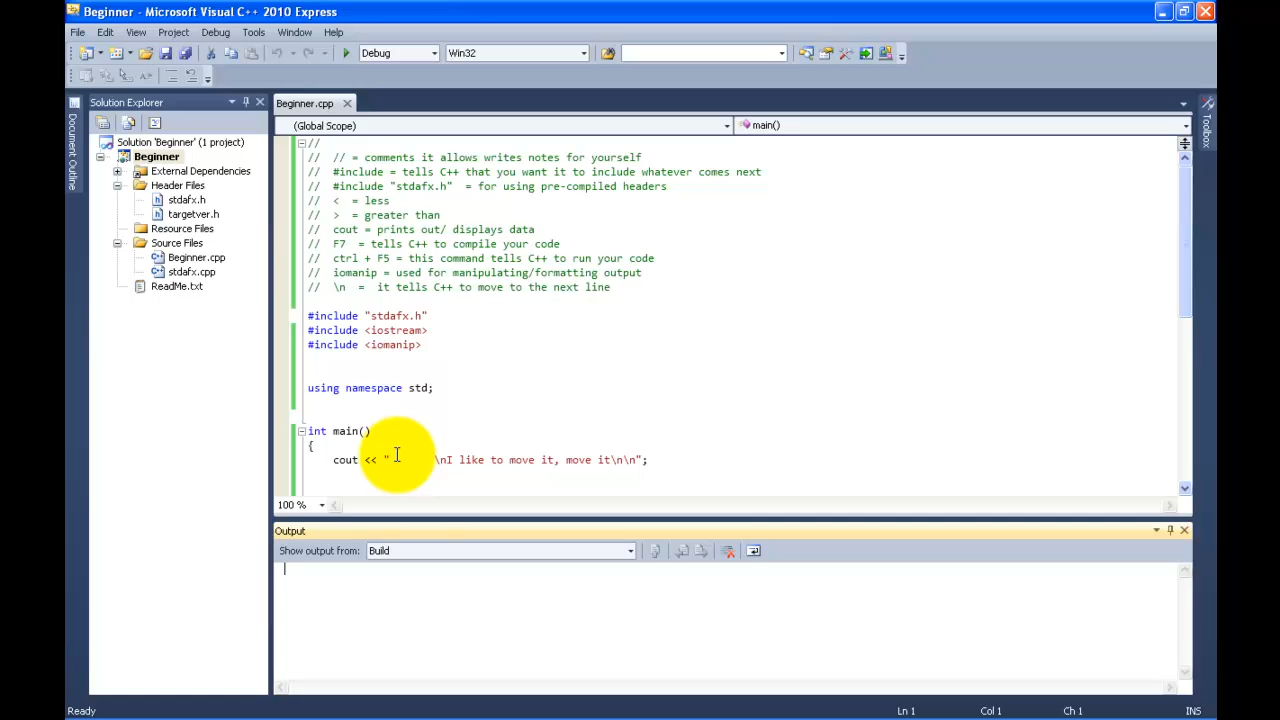 Beginner - Microsoft Visual C++ 2010 Express
File Edit View Project Debug Tools Window Help
Debug Win32
Solution Explorer
Beginner.cpp
Document Outline
Toolbox
(Global Scope) main()
Solution 'Beginner' (1 project)
Beginner
External Dependencies
Header Files
stdafx.h
targetver.h
Resource Files
Source Files
Beginner.cpp
stdafx.cpp
ReadMe.txt
//
// // = comments it allows writes notes for yourself
// #include = tells C++ that you want it to include whatever comes next
// #include "stdafx.h" = for using pre-compiled headers
// < = less
// > = greater than
// cout = prints out/ displays data
// F7 = tells C++ to compile your code
// ctrl + F5 = this command tells C++ to run your code
// iomanip = used for manipulating/formatting output
// \n = it tells C++ to move to the next line
#include "stdafx.h"
#include <iostream>
#include <iomanip>
using namespace std;
int main()
{
cout << " \nI like to move it, move it\n\n";
100 %
Output
Show output from: Build
Ready Ln 1 Col 1 Ch 1 INS